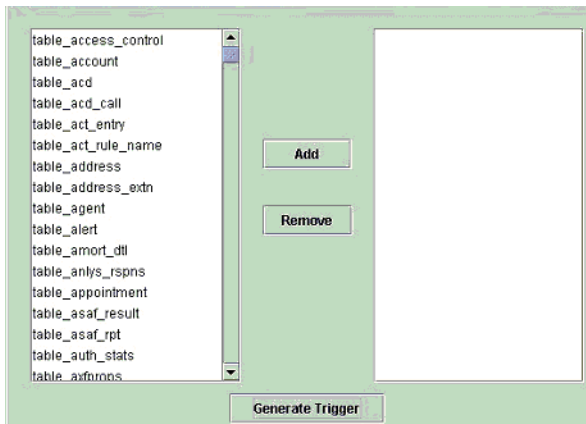 table_access_control
table_account
table_acd
table_acd_call
table_act_entry
table_act_rule_name
table_address
table_address_extn
table_agent
table_alert
table_amort_dtl
table_anlys_rspns
table_appointment
table_asaf_result
table_asaf_rpt
table_auth_stats
table_axfprops
Add
Remove
Generate Trigger